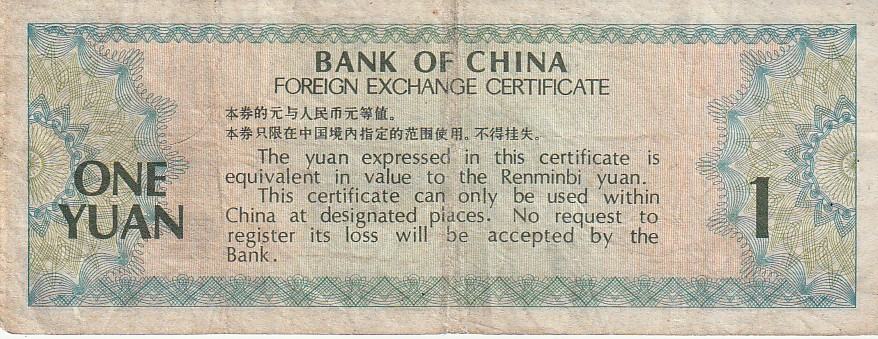 BANK OF CHINA
FOREIGN EXCHANGE CERTIFICATE
本券的元与人民币元等值。
本券只限在中国境内指定的范围使用。不得挂失。
The yuan expressed in this certificate is
equivalent in value to the Renminbi yuan.
This certificate can only be used within
China at designated places. No request to
register its loss will be accepted by the
Bank.
ONE
YUAN
1